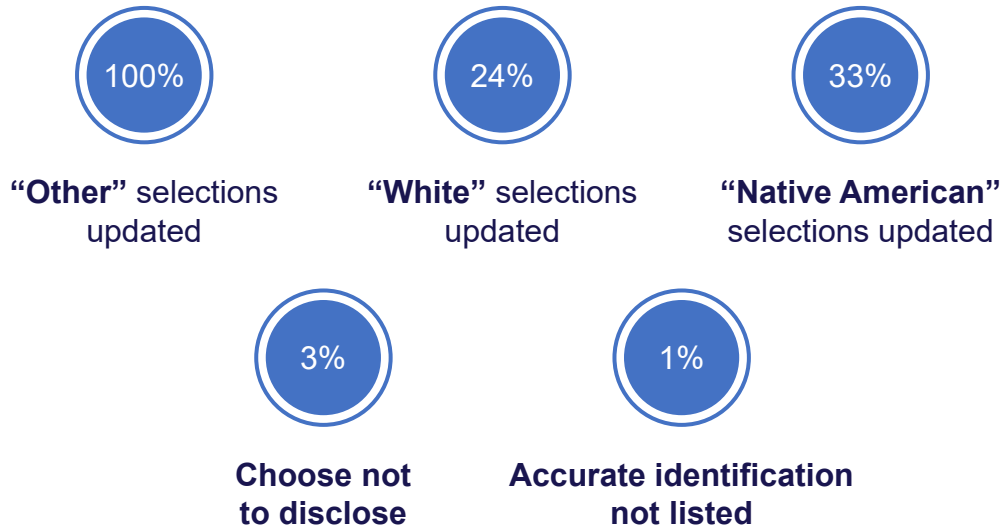 100%
24%
33%
“Other” selections
updated
“White” selections
updated
“Native American”
selections updated
3%
1%
Choose not
to disclose
Accurate identification
not listed